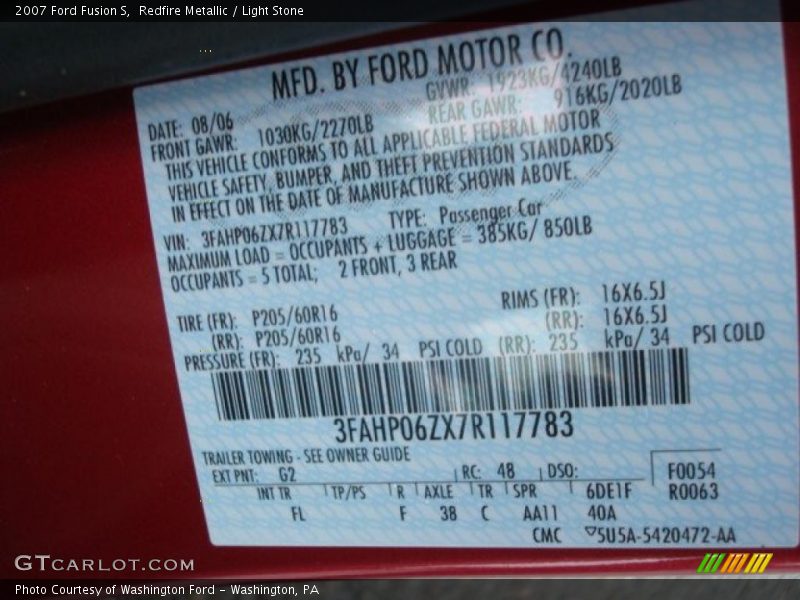 2007 Ford Fusion S, Redfire Metallic / Light Stone
MFD. BY FORD MOTOR CO.
DATE: 08/06 GVWR: 1923KG/4240LB
FRONT GAWR: 1030KG/2270LB REAR GAWR: 916KG/2020LB
THIS VEHICLE CONFORMS TO ALL APPLICABLE FEDERAL MOTOR
VEHICLE SAFETY, BUMPER, AND THEFT PREVENTION STANDARDS
IN EFFECT ON THE DATE OF MANUFACTURE SHOWN ABOVE.
VIN: 3FAHP06ZX7R117783 TYPE: Passenger Car
MAXIMUM LOAD = OCCUPANTS + LUGGAGE = 385KG/ 850LB
OCCUPANTS = 5 TOTAL; 2 FRONT, 3 REAR
TIRE (FR): P205/60R16 RIMS (FR): 16X6.5J
(RR): P205/60R16 (RR): 16X6.5J
PRESSURE (FR): 235 kPa/ 34 PSI COLD (RR): 235 kPa/ 34 PSI COLD
3FAHP06ZX7R117783
TRAILER TOWING - SEE OWNER GUIDE
EXT PNT: G2 RC: 48 DSO: F0054
INT TR TP/PS R AXLE TR SPR 6DE1F R0063
FL F 38 C AA11 40A
CMC 5U5A-5420472-AA
GTCARLOT.COM
Photo Courtesy of Washington Ford - Washington, PA